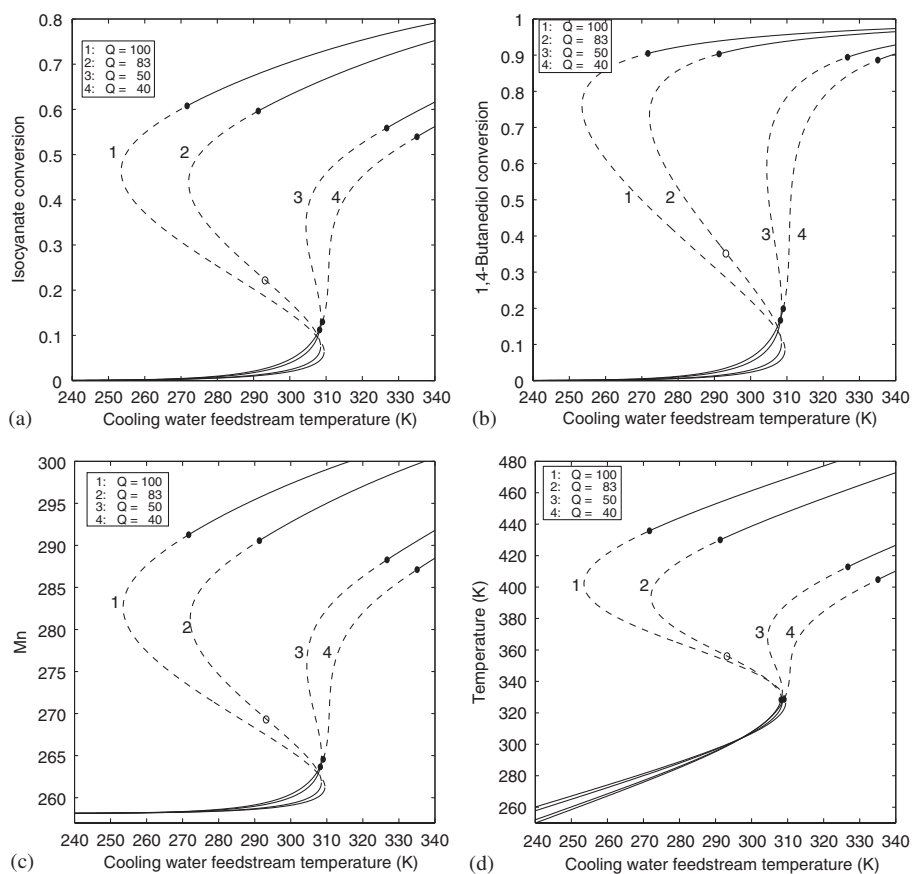 0.8
0.7
0.6
0.5
0.4
0.3
0.2
0.1
0
Isocyanate conversion
1: Q = 100
2: Q = 83
3: Q = 50
4: Q = 40
1
2
3
4
240 250 260 270 280 290 300 310 320 330 340
(a)
Cooling water feedstream temperature (K)
1
0.9
0.8
0.7
0.6
0.5
0.4
0.3
0.2
0.1
0
1,4-Butanediol conversion
1: Q = 100
2: Q = 83
3: Q = 50
4: Q = 40
1
2
3
4
240 250 260 270 280 290 300 310 320 330 340
(b)
Cooling water feedstream temperature (K)
300
295
290
285
280
275
270
265
260
Mn
1: Q = 100
2: Q = 83
3: Q = 50
4: Q = 40
1
2
3
4
240 250 260 270 280 290 300 310 320 330 340
(c)
Cooling water feedstream temperature (K)
480
460
440
420
400
380
360
340
320
300
280
260
Temperature (K)
1: Q = 100
2: Q = 83
3: Q = 50
4: Q = 40
1
2
3
4
240 250 260 270 280 290 300 310 320 330 340
(d)
Cooling water feedstream temperature (K)